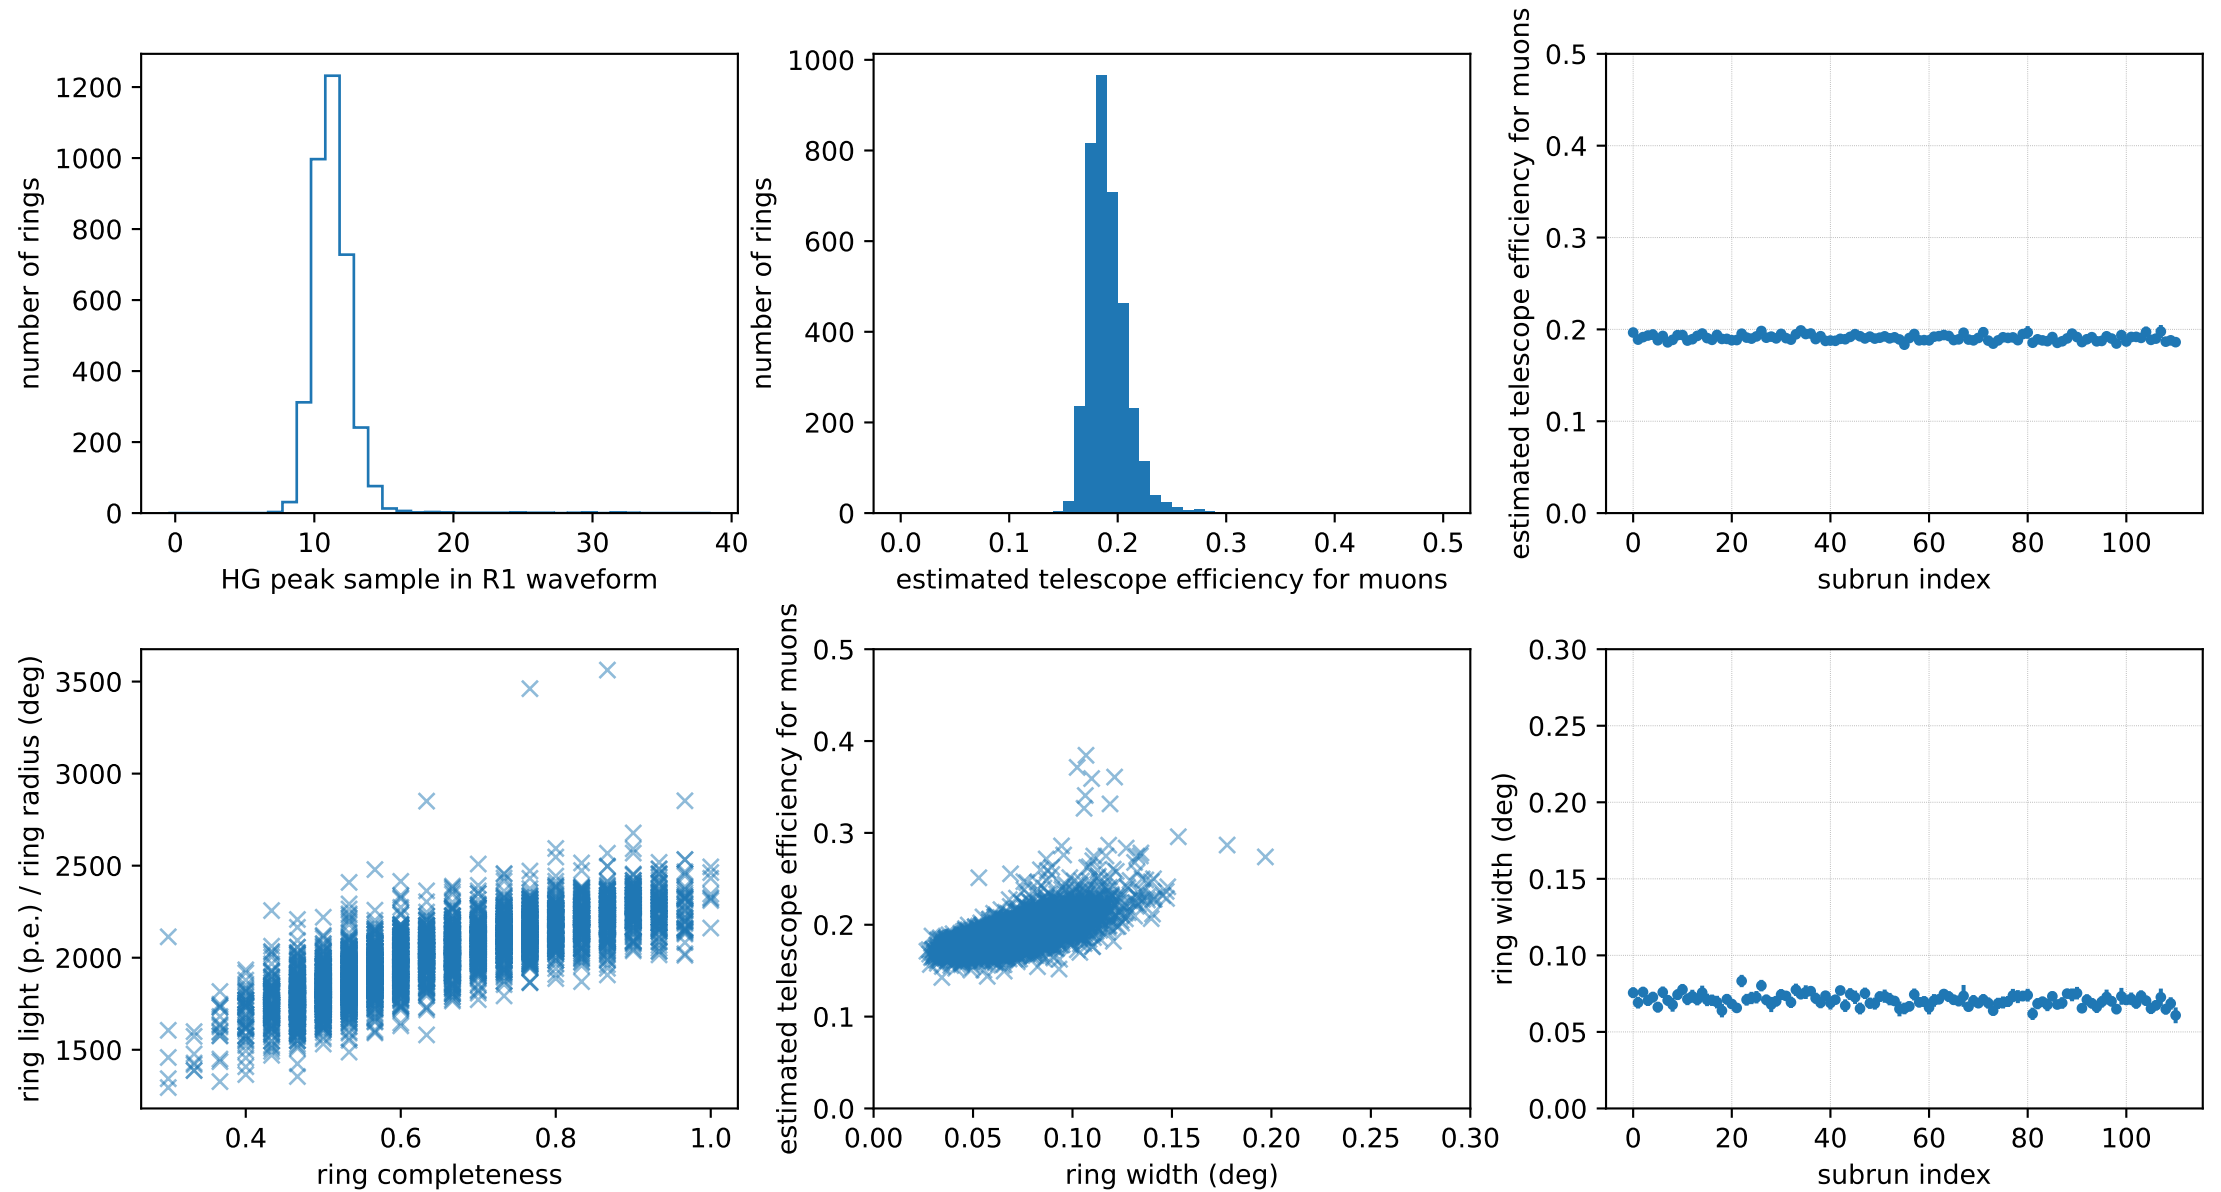 number of rings
1200
1000
800
600
400
200
0
0 10 20 30 40
HG peak sample in R1 waveform
number of rings
1000
800
600
400
200
0
0.0 0.1 0.2 0.3 0.4 0.5
estimated telescope efficiency for muons
estimated telescope efficiency for muons
0.5
0.4
0.3
0.2
0.1
0.0
0 20 40 60 80 100
subrun index
ring light (p.e.) / ring radius (deg)
3500
3000
2500
2000
1500
0.4 0.6 0.8 1.0
ring completeness
estimated telescope efficiency for muons
0.5
0.4
0.3
0.2
0.1
0.0
0.00 0.05 0.10 0.15 0.20 0.25 0.30
ring width (deg)
ring width (deg)
0.30
0.25
0.20
0.15
0.10
0.05
0.00
0 20 40 60 80 100
subrun index